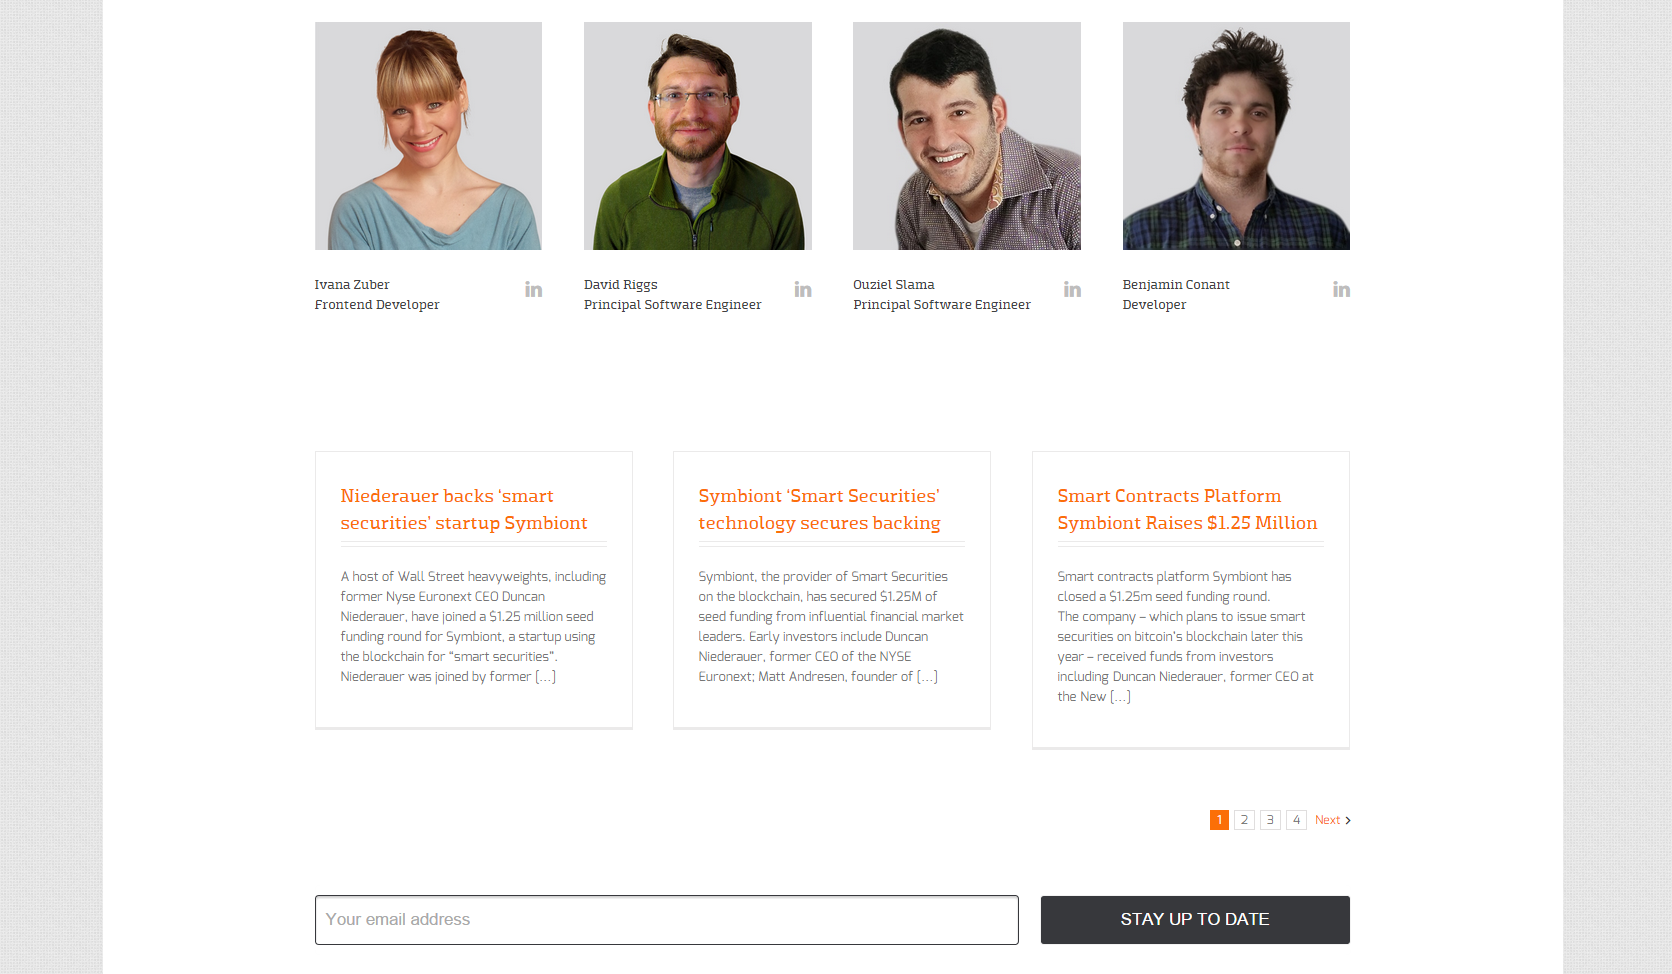 Ivana Zuber
Frontend Developer
in
David Riggs
Principal Software Engineer
in
Ouziel Slama
Principal Software Engineer
in
Benjamin Conant
Developer
in
Niederauer backs ‘smart
securities’ startup Symbiont
A host of Wall Street heavyweights, including
former Nyse Euronext CEO Duncan
Niederauer, have joined a $1.25 million seed
funding round for Symbiont, a startup using
the blockchain for “smart securities”.
Niederauer was joined by former [...]
Symbiont ‘Smart Securities’
technology secures backing
Symbiont, the provider of Smart Securities
on the blockchain, has secured $1.25M of
seed funding from influential financial market
leaders. Early investors include Duncan
Niederauer, former CEO of the NYSE
Euronext; Matt Andresen, founder of [...]
Smart Contracts Platform
Symbiont Raises $1.25 Million
Smart contracts platform Symbiont has
closed a $1.25m seed funding round.
The company – which plans to issue smart
securities on bitcoin’s blockchain later this
year – received funds from investors
including Duncan Niederauer, former CEO at
the New [...]
1 2 3 4 Next ›
Your email address
STAY UP TO DATE